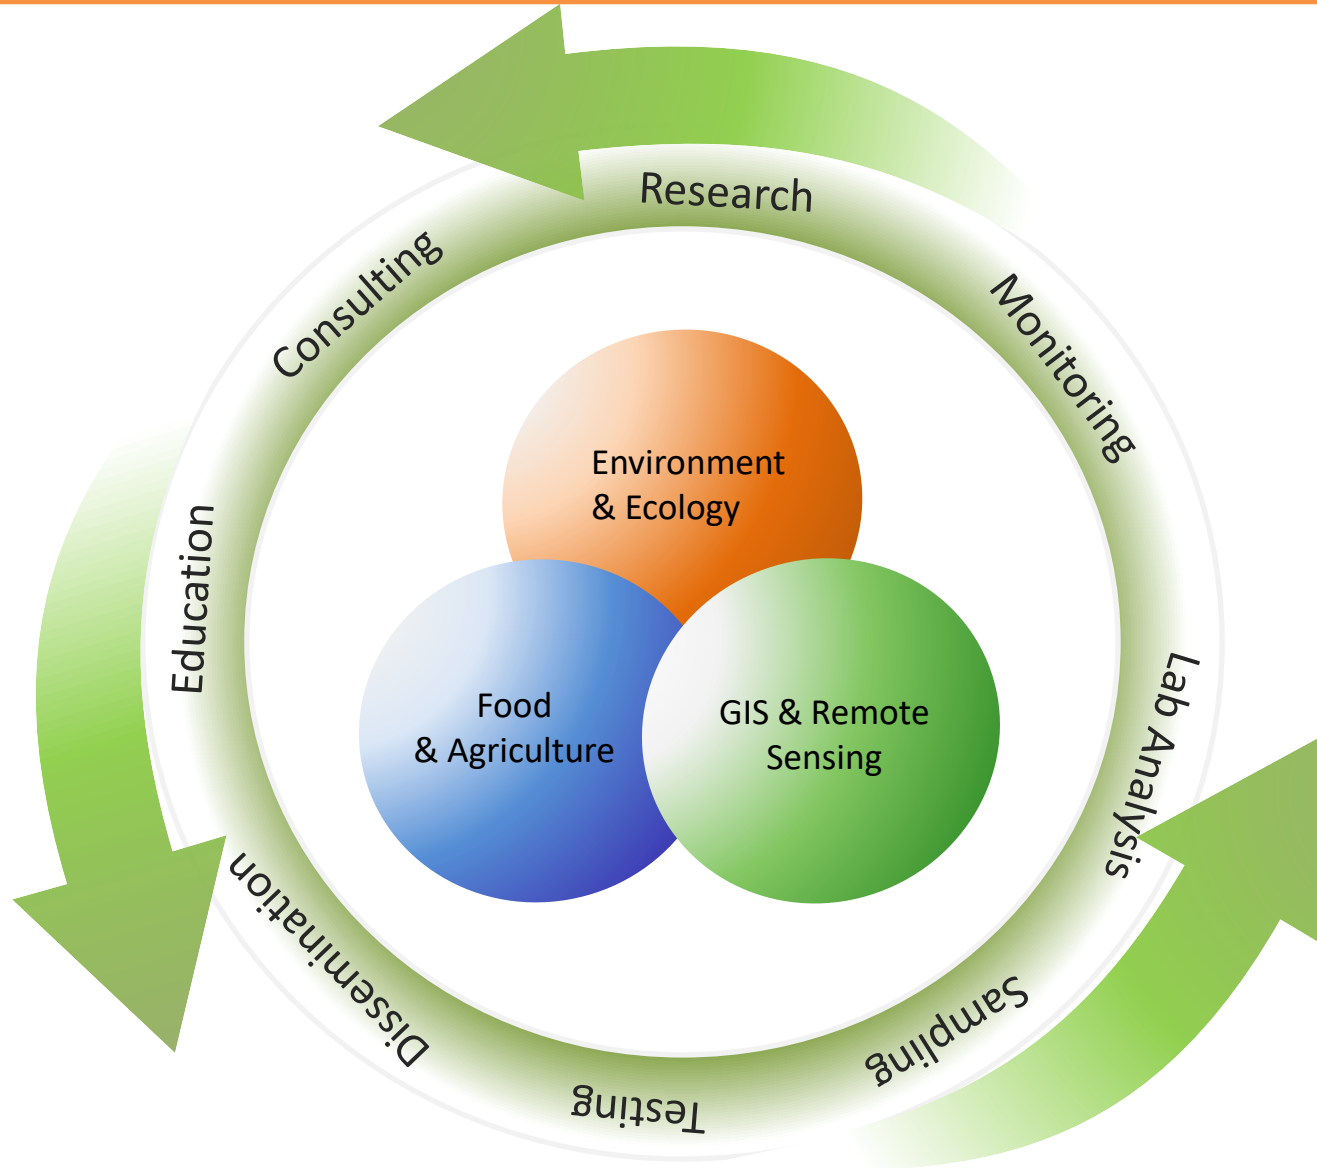 Research
Monitoring
Lab Analysis
Sampling
Testing
Dissemination
Education
Consulting
Environment
& Ecology
Food
& Agriculture
GIS & Remote
Sensing